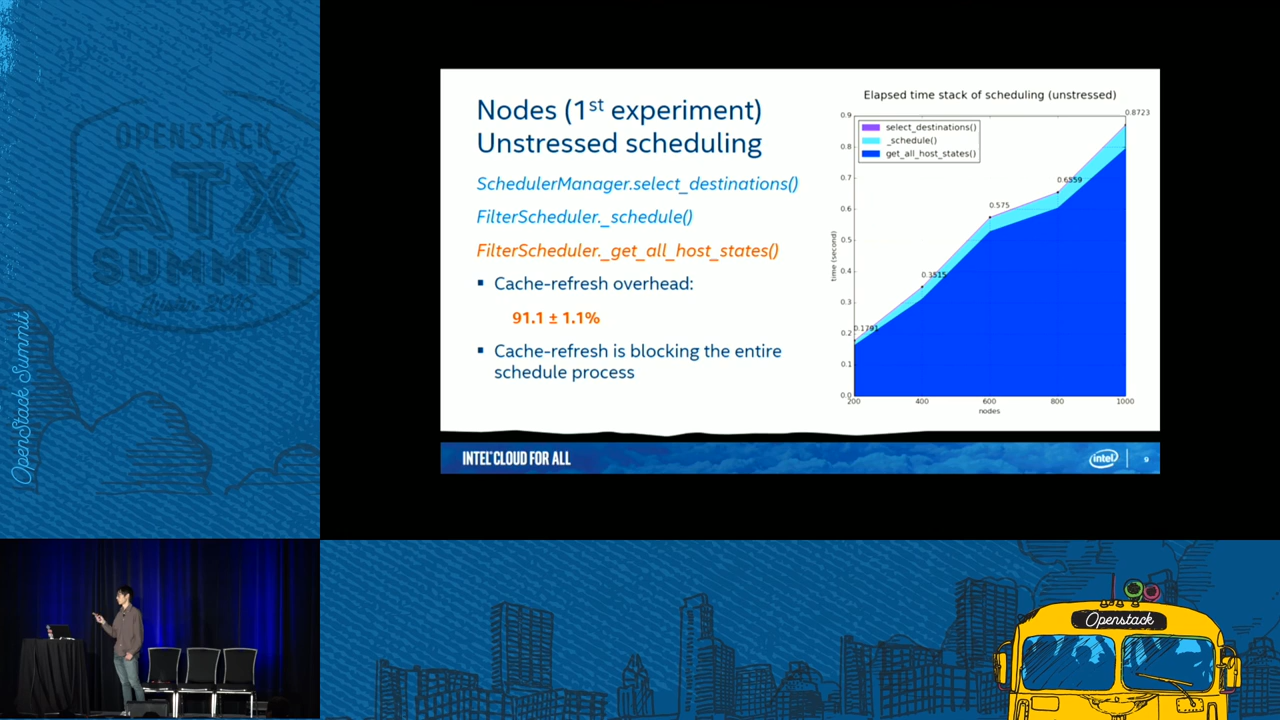 OPENSTACK
ATX
SUMMIT
OpenStack Summit
Nodes (1st experiment)
Unstressed scheduling
SchedulerManager.select_destinations()
FilterScheduler._schedule()
FilterScheduler._get_all_host_states()
▪ Cache-refresh overhead:
91.1 ± 1.1%
▪ Cache-refresh is blocking the entire
schedule process
Elapsed time stack of scheduling (unstressed)
select_destinations()
_schedule()
get_all_host_states()
0.9
0.8
0.7
0.6
0.5
0.4
0.3
0.2
0.1
0.0
time (second)
0.1791
0.3515
0.575
0.6559
0.8723
200
400
600
800
1000
nodes
INTEL CLOUD FOR ALL
intel
9
Openstack